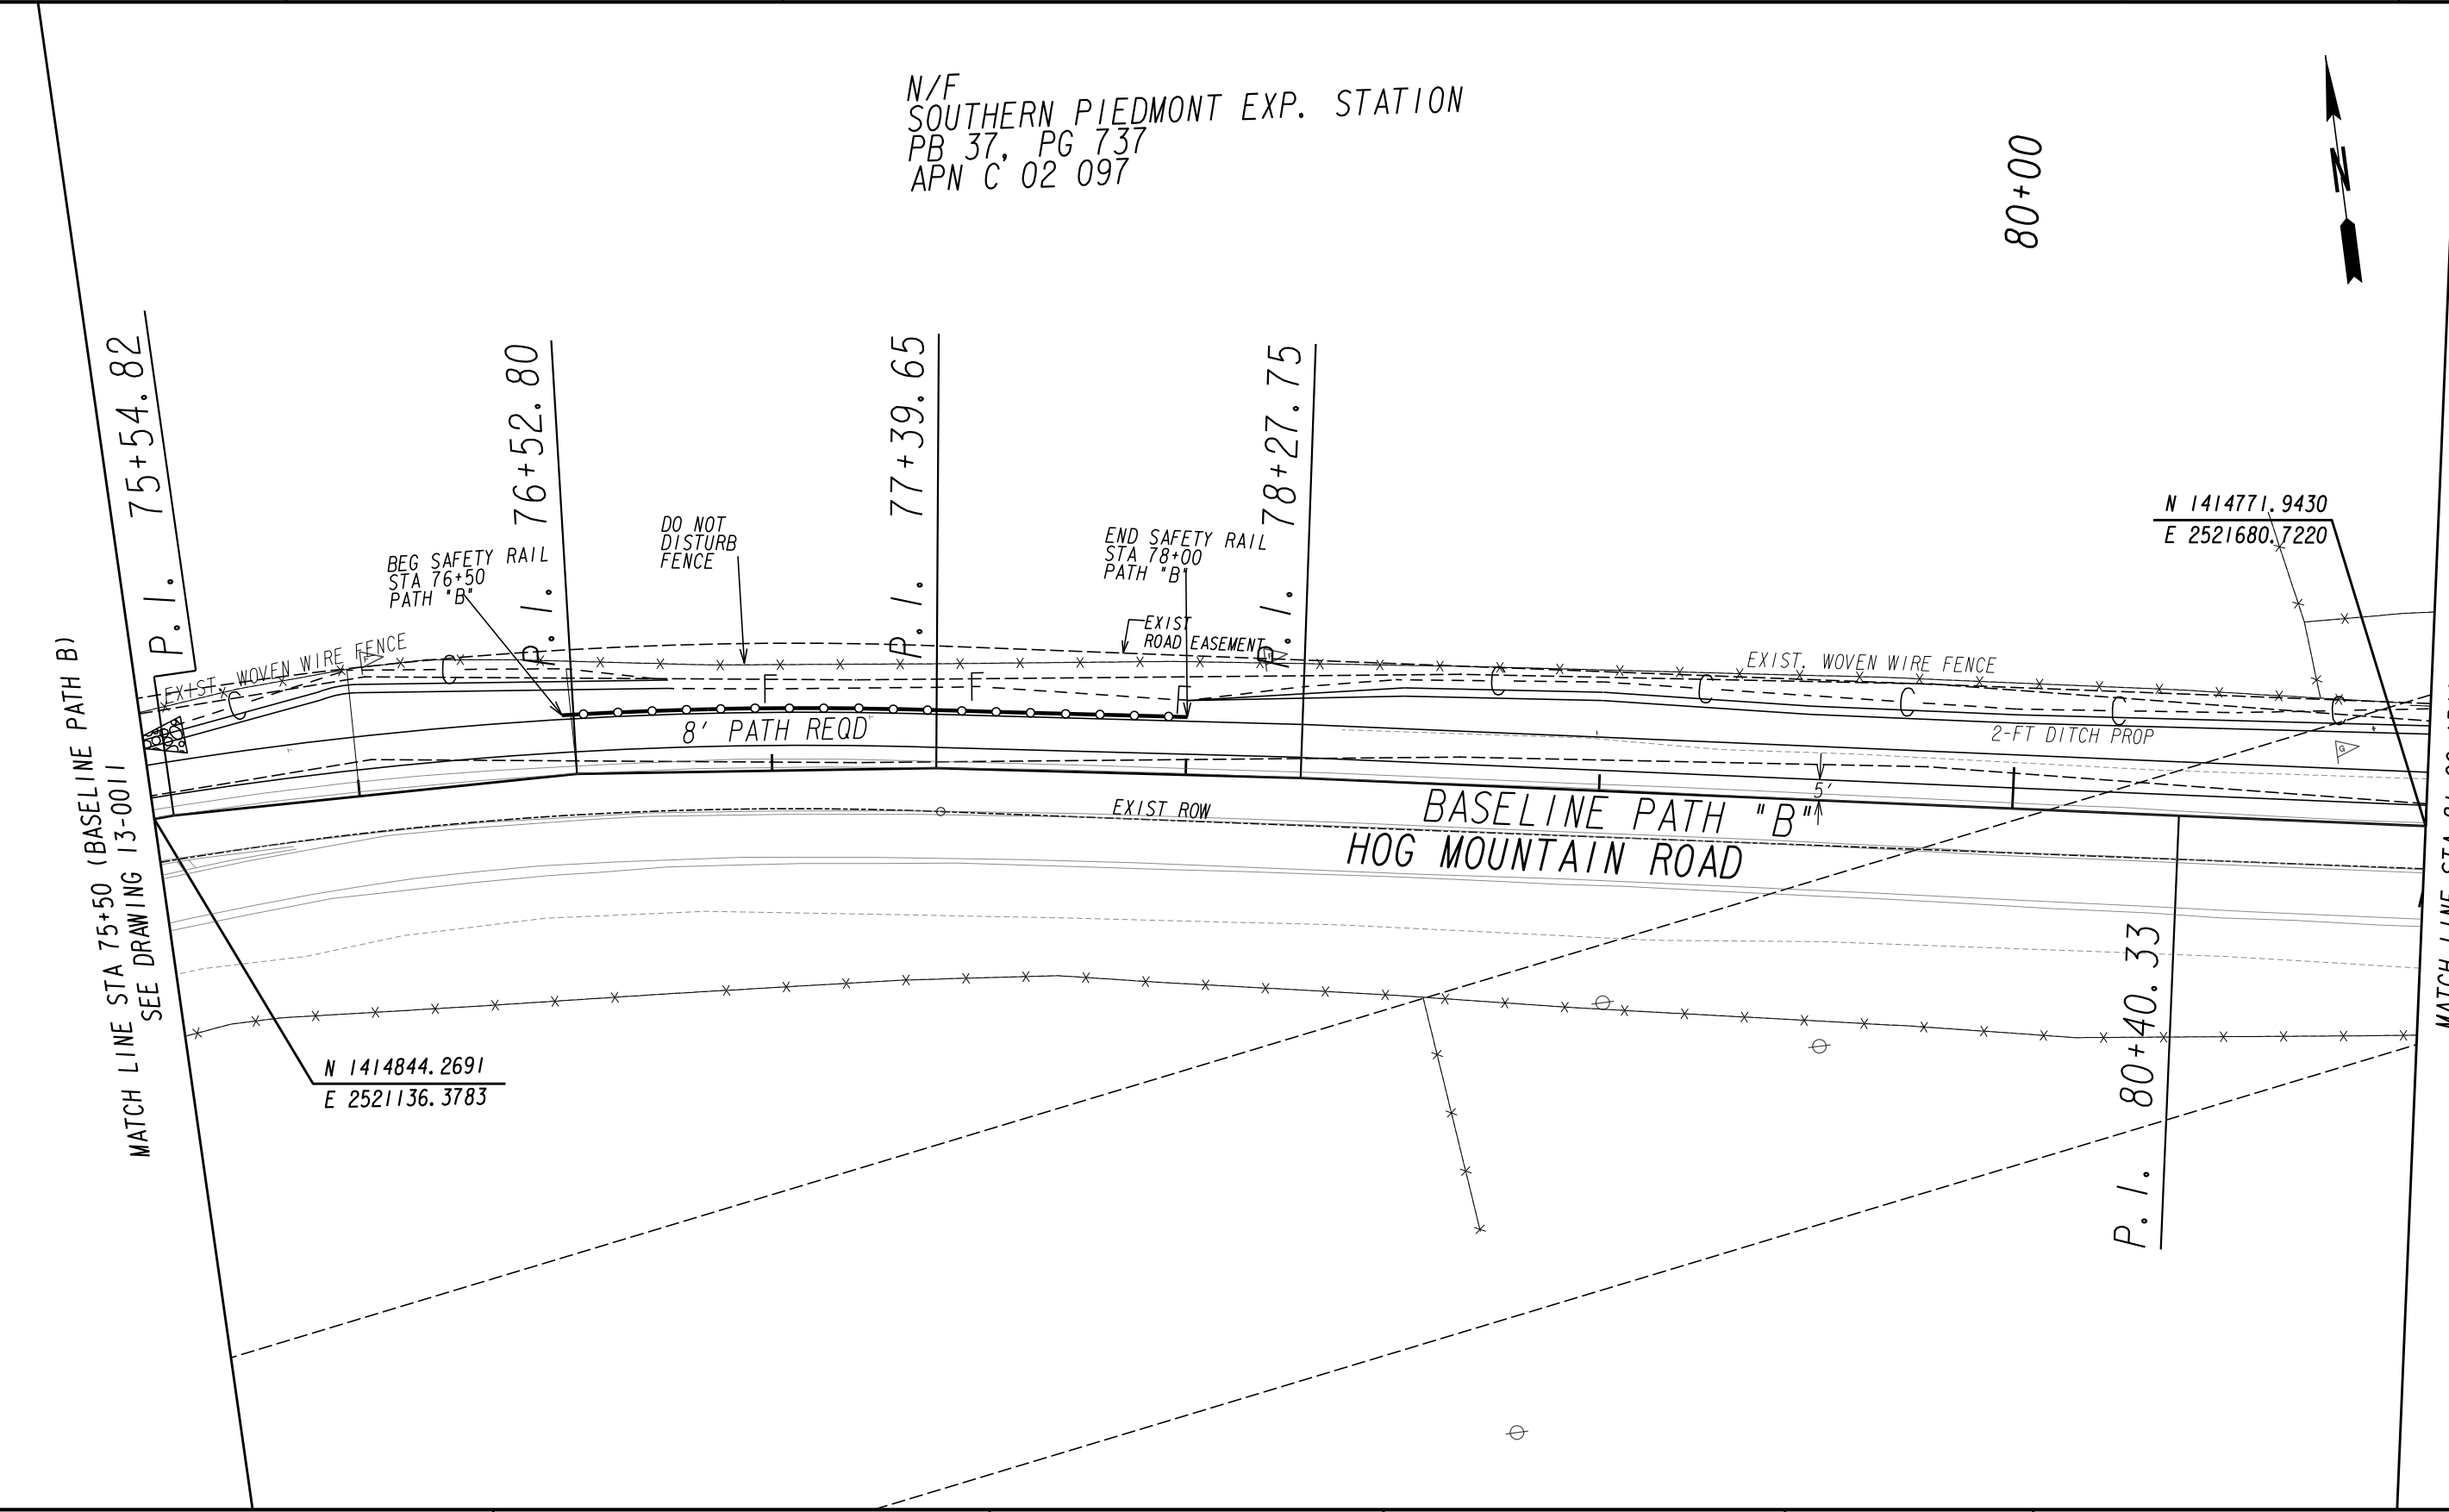 N/F
SOUTHERN PIEDMONT EXP. STATION
PB 37, PG 737
APN C 02 097
80+00
N
P.I. 75+54.82
P.I. 76+52.80
P.I. 77+39.65
P.I. 78+27.75
N 1414771.9430
E 2521680.7220
DO NOT
DISTURB
FENCE
BEG SAFETY RAIL
STA 76+50
PATH "B"
END SAFETY RAIL
STA 78+00
PATH "B"
EXIST
ROAD EASEMENT
EXIST. WOVEN WIRE FENCE
EXIST. WOVEN WIRE FENCE
C
C
F
F
F
C
C
C
C
C
F
F
G
8' PATH REQD
2-FT DITCH PROP
5'
EXIST ROW
BASELINE PATH "B"
HOG MOUNTAIN ROAD
MATCH LINE STA 75+50 (BASELINE PATH B)
SEE DRAWING 13-0011
N 1414844.2691
E 2521136.3783
P.I. 80+40.33
MATCH LINE STA